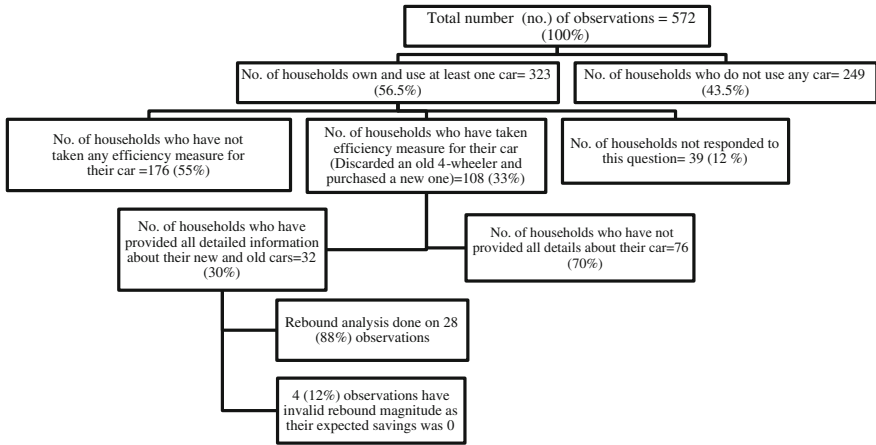 Total number (no.) of observations = 572
(100%)
No. of households own and use at least one car= 323
(56.5%)
No. of households who do not use any car= 249
(43.5%)
No. of households who have not
taken any efficiency measure for
their car =176 (55%)
No. of households who have taken
efficiency measure for their car
(Discarded an old 4-wheeler and
purchased a new one)=108 (33%)
No. of households not responded to
this question= 39 (12 %)
No. of households who have
provided all detailed information
about their new and old cars=32
(30%)
No. of households who have not
provided all details about their car=76
(70%)
Rebound analysis done on 28
(88%) observations
4 (12%) observations have
invalid rebound magnitude as
their expected savings was 0